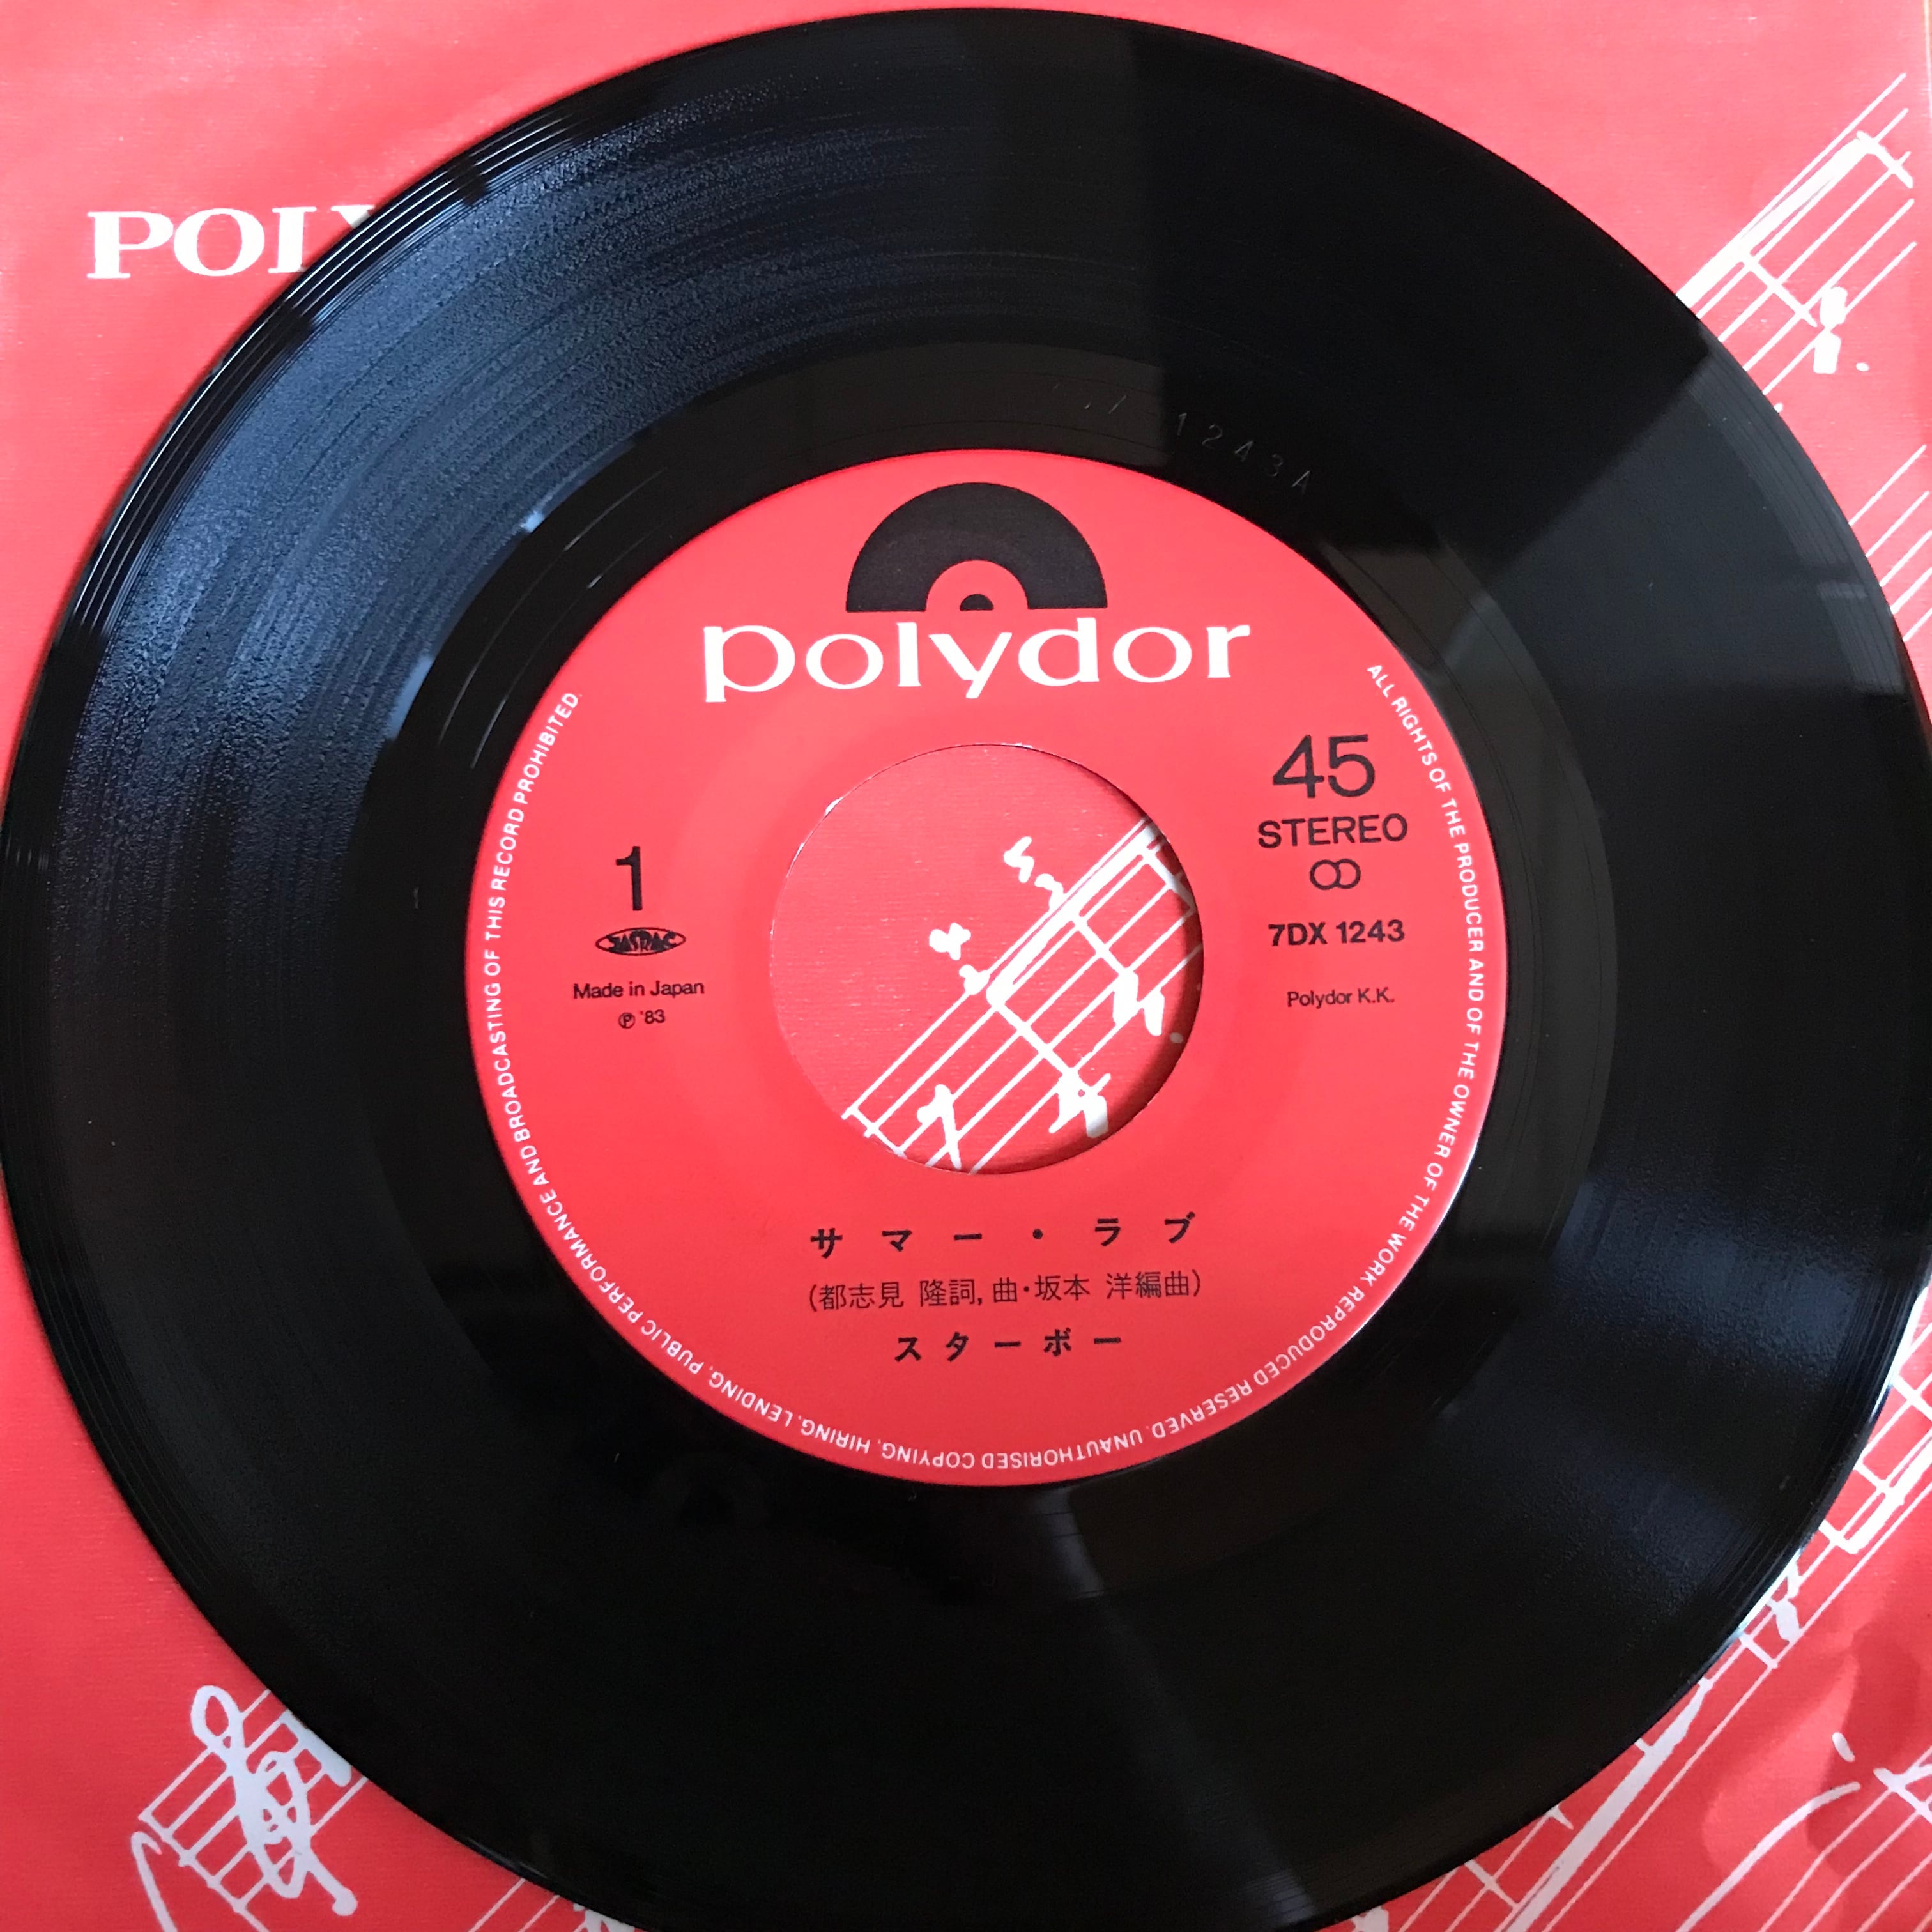 POLY
1243A
polydor
45
STEREO
1
JASRAC
7DX 1243
Made in Japan
Polydor K.K.
℗ '83
サマー・ラブ
(都志見 隆詞, 曲・坂本 洋編曲)
スターボー
ALL RIGHTS OF THE PRODUCER AND OF THE OWNER OF THE WORK REPRODUCED RESERVED. UNAUTHORISED COPYING, HIRING, LENDING, PUBLIC PERFORMANCE AND BROADCASTING OF THIS RECORD PROHIBITED.